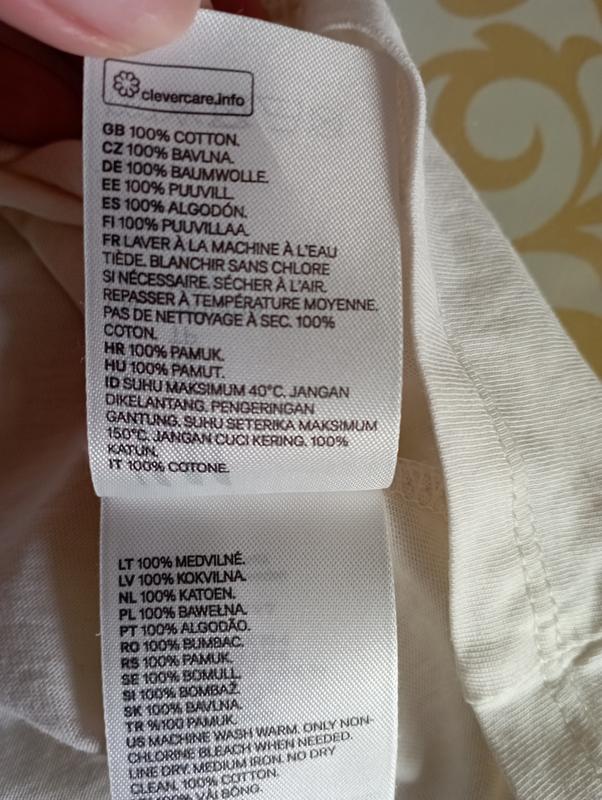 clevercare.info
GB 100% COTTON.
CZ 100% BAVLNA.
DE 100% BAUMWOLLE.
EE 100% PUUVILL.
ES 100% ALGODÓN.
FI 100% PUUVILLAA.
FR LAVER À LA MACHINE À L'EAU
TIÈDE. BLANCHIR SANS CHLORE
SI NÉCESSAIRE. SÉCHER À L'AIR.
REPASSER À TEMPÉRATURE MOYENNE.
PAS DE NETTOYAGE À SEC. 100%
COTON.
HR 100% PAMUK.
HU 100% PAMUT.
ID SUHU MAKSIMUM 40°C. JANGAN
DIKELANTANG. PENGERINGAN
GANTUNG. SUHU SETERIKA MAKSIMUM
150°C. JANGAN CUCI KERING. 100%
KATUN.
IT 100% COTONE.
LT 100% MEDVILNĖ.
LV 100% KOKVILNA.
NL 100% KATOEN.
PL 100% BAWEŁNA.
PT 100% ALGODÃO.
RO 100% BUMBAC.
RS 100% PAMUK.
SE 100% BOMULL.
SI 100% BOMBAŽ.
SK 100% BAVLNA.
TR %100 PAMUK.
US MACHINE WASH WARM. ONLY NON-
CHLORINE BLEACH WHEN NEEDED.
LINE DRY. MEDIUM IRON. NO DRY
CLEAN. 100% COTTON.
100% VẢI BÔNG.